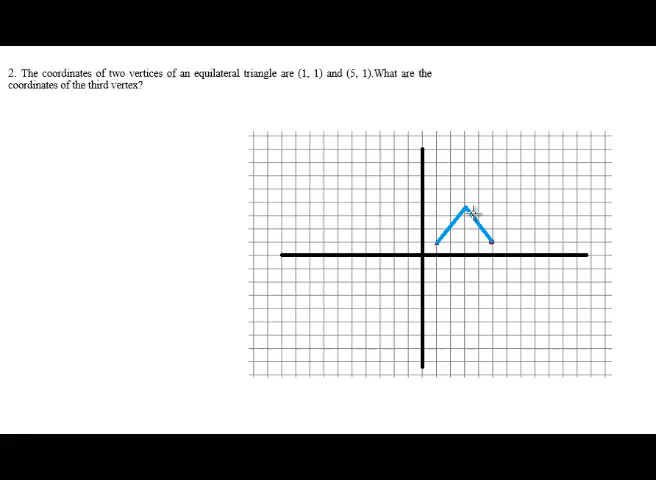 2. The coordinates of two vertices of an equilateral triangle are (1, 1) and (5, 1).What are the
coordinates of the third vertex?